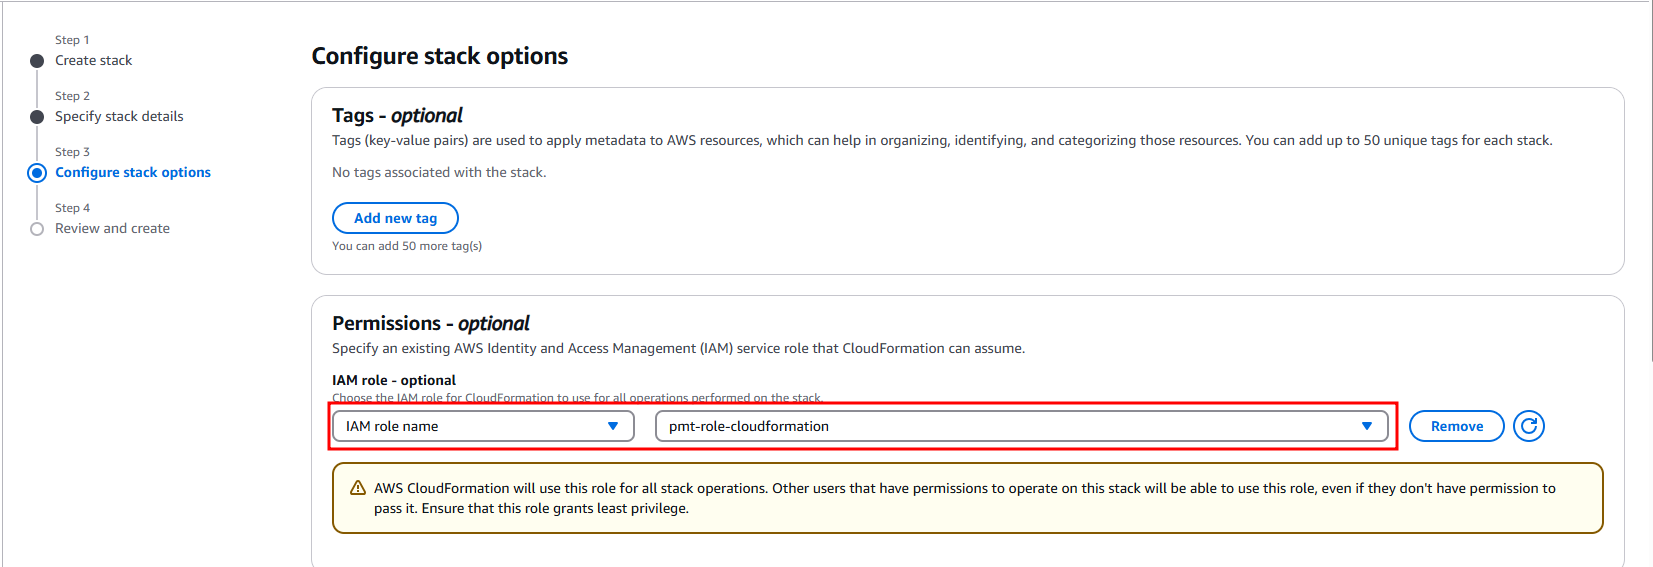 Step 1
Create stack
Step 2
Specify stack details
Step 3
Configure stack options
Step 4
Review and create
Configure stack options
Tags - optional
Tags (key-value pairs) are used to apply metadata to AWS resources, which can help in organizing, identifying, and categorizing those resources. You can add up to 50 unique tags for each stack.
No tags associated with the stack.
Add new tag
You can add 50 more tag(s)
Permissions - optional
Specify an existing AWS Identity and Access Management (IAM) service role that CloudFormation can assume.
IAM role - optional
Choose the IAM role for CloudFormation to use for all operations performed on the stack.
IAM role name pmt-role-cloudformation Remove
AWS CloudFormation will use this role for all stack operations. Other users that have permissions to operate on this stack will be able to use this role, even if they don't have permission to
pass it. Ensure that this role grants least privilege.